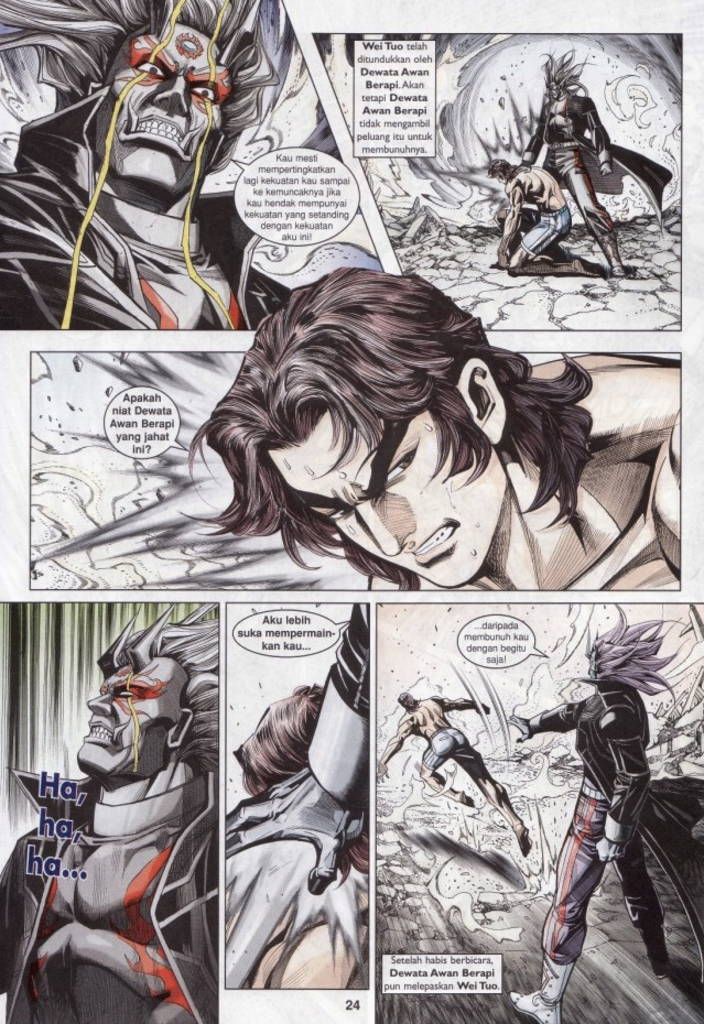 Kau mesti
mempertingkatkan
lagi kekuatan kau sampai
ke kemuncaknya jika
kau hendak mempunyai
kekuatan yang setanding
dengan kekuatan
aku ini!
Wei Tuo telah
ditundukkan oleh
Dewata Awan
Berapi. Akan
tetapi Dewata
Awan Berapi
tidak mengambil
peluang itu untuk
membunuhnya.
Apakah
niat Dewata
Awan Berapi
yang jahat
ini?
Ha,
ha,
ha...
Aku lebih
suka mempermain-
kan kau...
...daripada
membunuh kau
dengan begitu
saja!
Setelah habis berbicara,
Dewata Awan Berapi
pun melepaskan Wei Tuo.
24